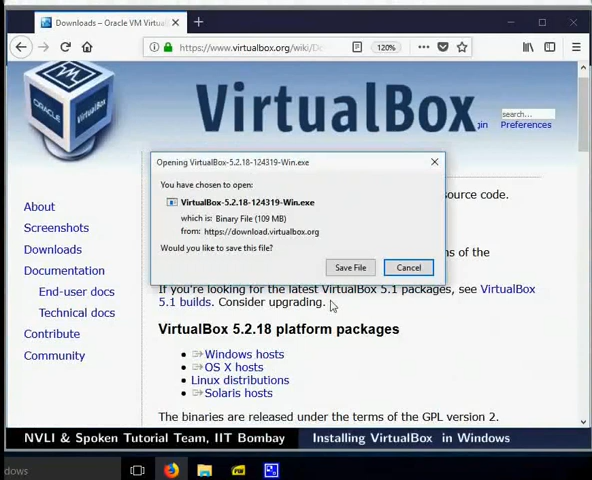 Downloads – Oracle VM Virtual
https://www.virtualbox.org/wiki/Do
120%
VirtualBox
search...
gin Preferences
ORACLE
VirtualBox
Opening VirtualBox-5.2.18-124319-Win.exe
You have chosen to open:
VirtualBox-5.2.18-124319-Win.exe
which is: Binary File (109 MB)
from: https://download.virtualbox.org
Would you like to save this file?
Save File Cancel
About
Screenshots
Downloads
Documentation
End-user docs
Technical docs
Contribute
Community
ource code.
ns of the
If you're looking for the latest VirtualBox 5.1 packages, see VirtualBox
5.1 builds. Consider upgrading.
VirtualBox 5.2.18 platform packages
Windows hosts
OS X hosts
Linux distributions
Solaris hosts
The binaries are released under the terms of the GPL version 2.
NVLI & Spoken Tutorial Team, IIT Bombay Installing VirtualBox in Windows
dows